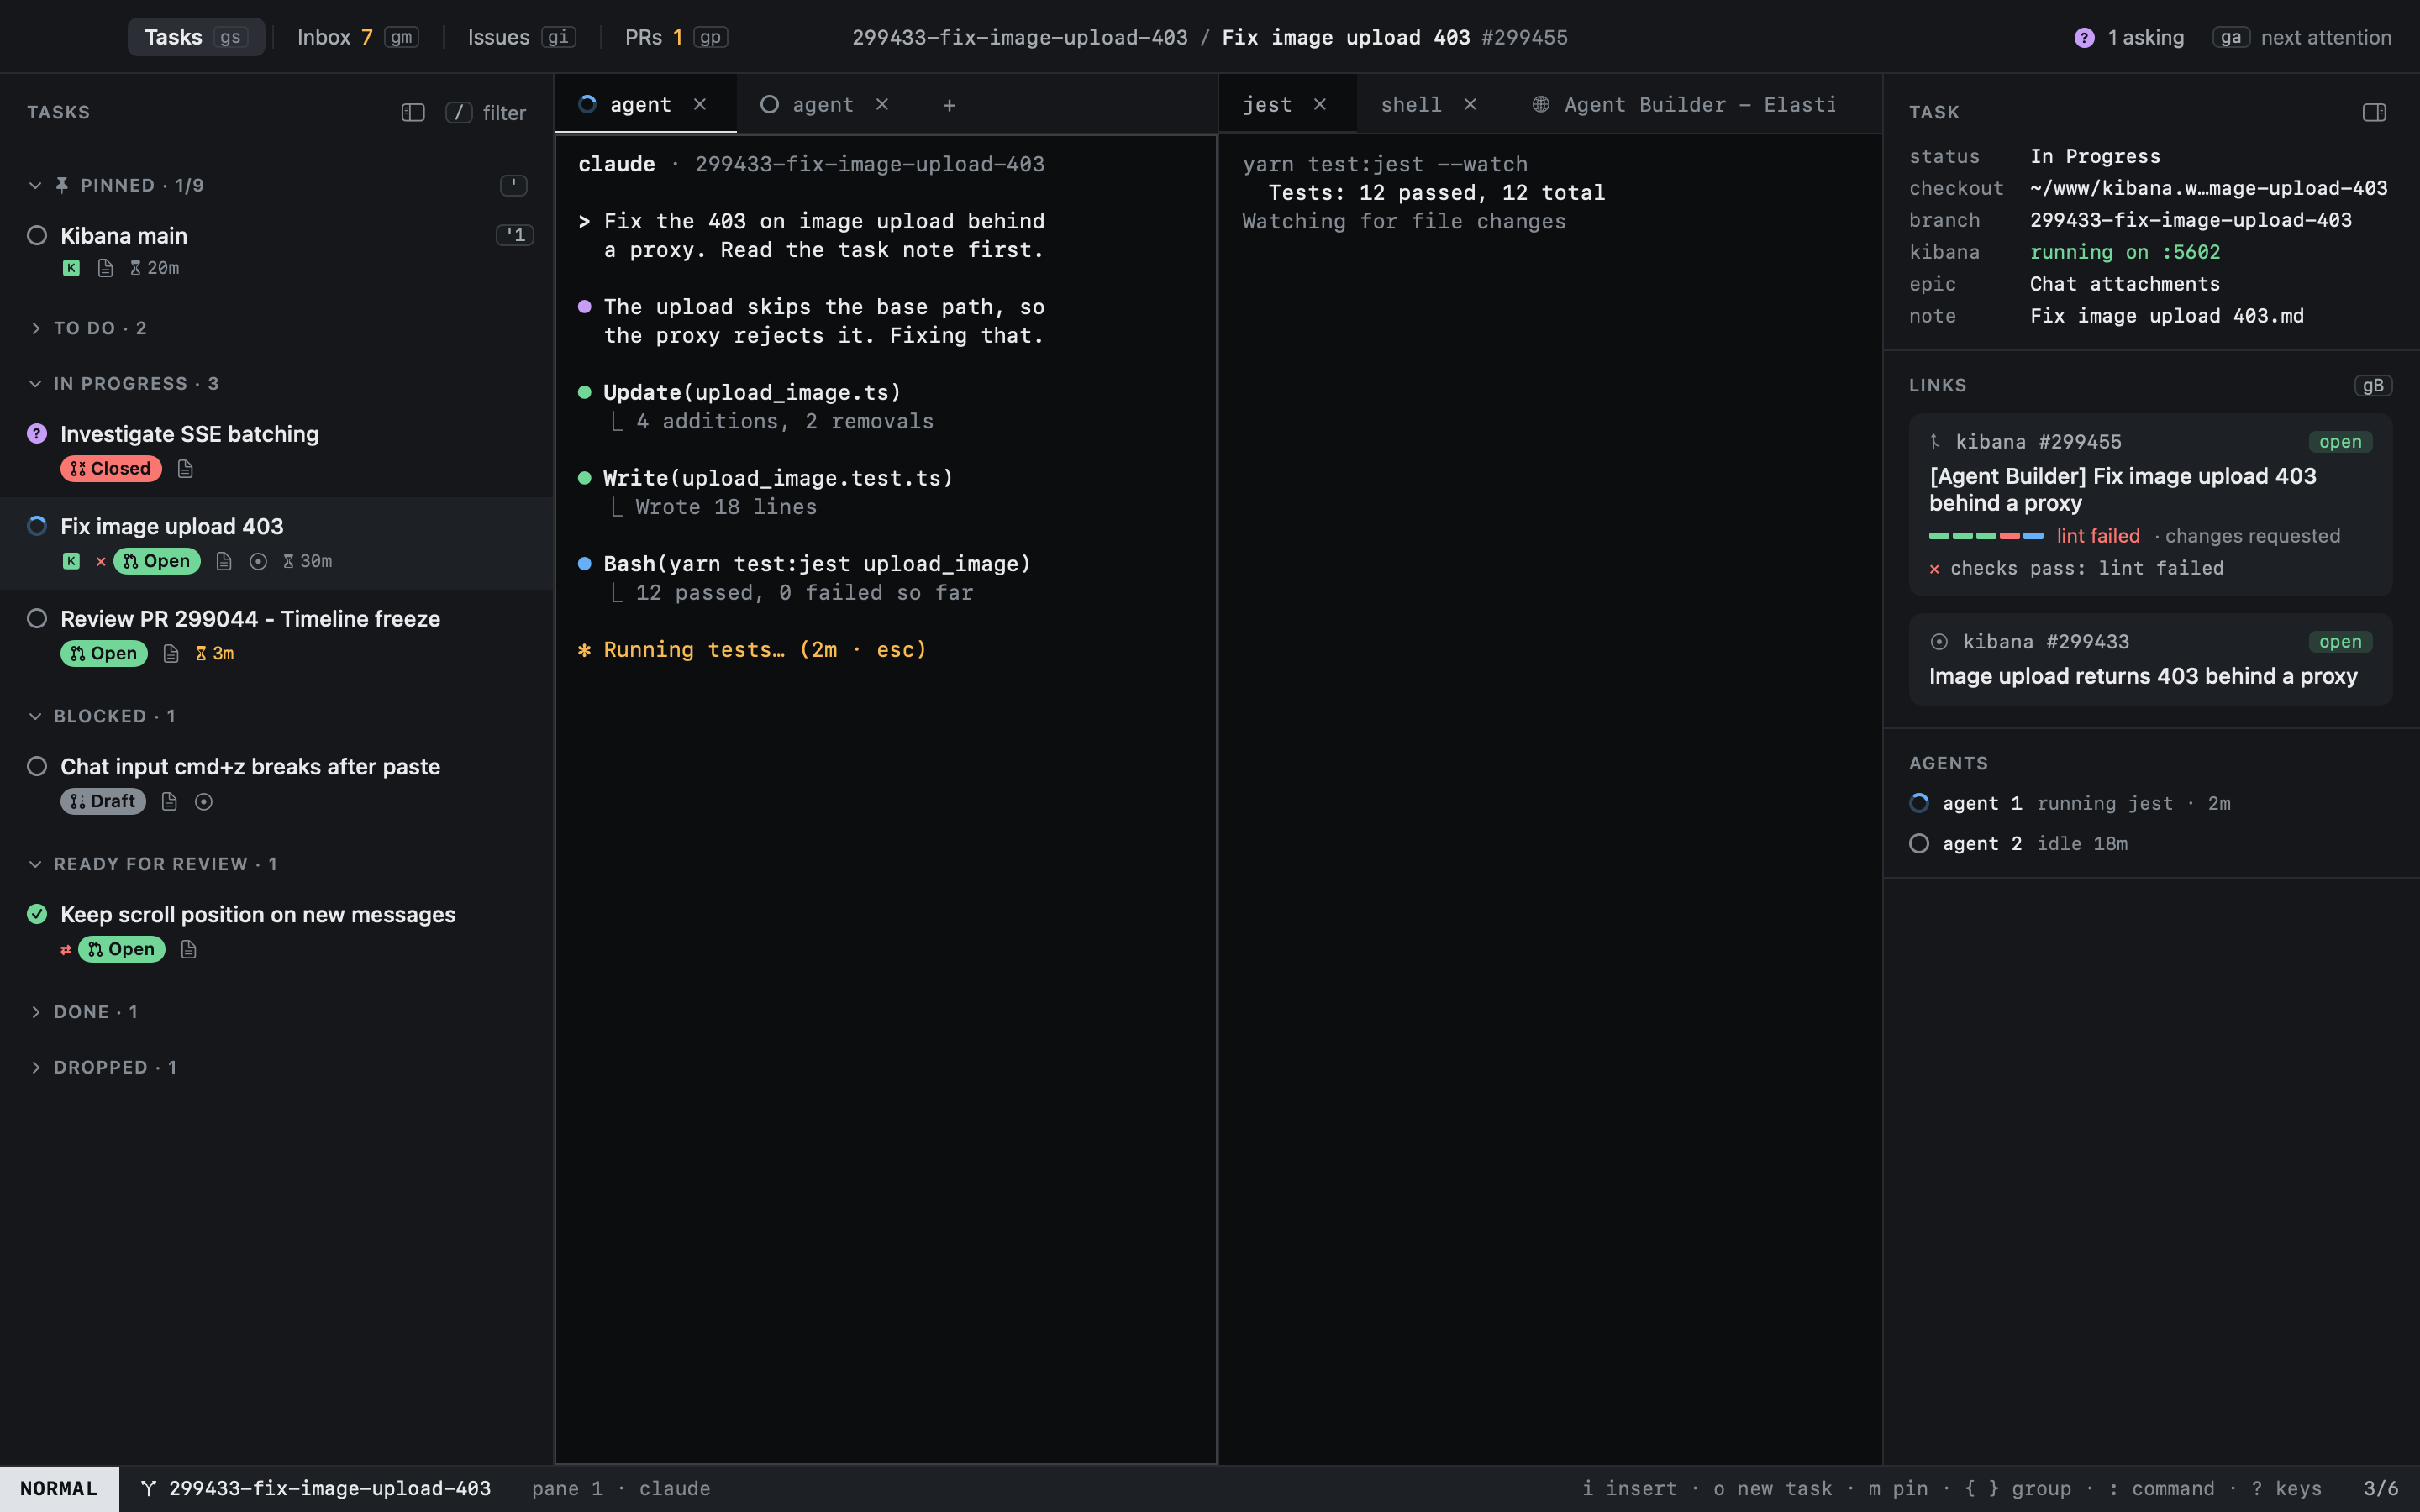 Tasks gs Inbox 7 gm Issues gi PRs 1 gp
299433-fix-image-upload-403 / Fix image upload 403 #299455
? 1 asking ga next attention
TASKS / filter
PINNED · 1/9 '
Kibana main '1
K 20m
TO DO · 2
IN PROGRESS · 3
? Investigate SSE batching
Closed
Fix image upload 403
K × Open 30m
Review PR 299044 - Timeline freeze
Open 3m
BLOCKED · 1
Chat input cmd+z breaks after paste
Draft
READY FOR REVIEW · 1
Keep scroll position on new messages
Open
DONE · 1
DROPPED · 1
agent × agent × +
claude · 299433-fix-image-upload-403
> Fix the 403 on image upload behind
a proxy. Read the task note first.
The upload skips the base path, so
the proxy rejects it. Fixing that.
Update(upload_image.ts)
⎿ 4 additions, 2 removals
Write(upload_image.test.ts)
⎿ Wrote 18 lines
Bash(yarn test:jest upload_image)
⎿ 12 passed, 0 failed so far
✻ Running tests… (2m · esc)
jest × shell × Agent Builder – Elasti
yarn test:jest --watch
Tests: 12 passed, 12 total
Watching for file changes
TASK
status In Progress
checkout ~/www/kibana.w…mage-upload-403
branch 299433-fix-image-upload-403
kibana running on :5602
epic Chat attachments
note Fix image upload 403.md
LINKS gB
kibana #299455 open
[Agent Builder] Fix image upload 403
behind a proxy
lint failed · changes requested
× checks pass: lint failed
kibana #299433 open
Image upload returns 403 behind a proxy
AGENTS
agent 1 running jest · 2m
agent 2 idle 18m
NORMAL 299433-fix-image-upload-403 pane 1 · claude
i insert · o new task · m pin · { } group · : command · ? keys 3/6